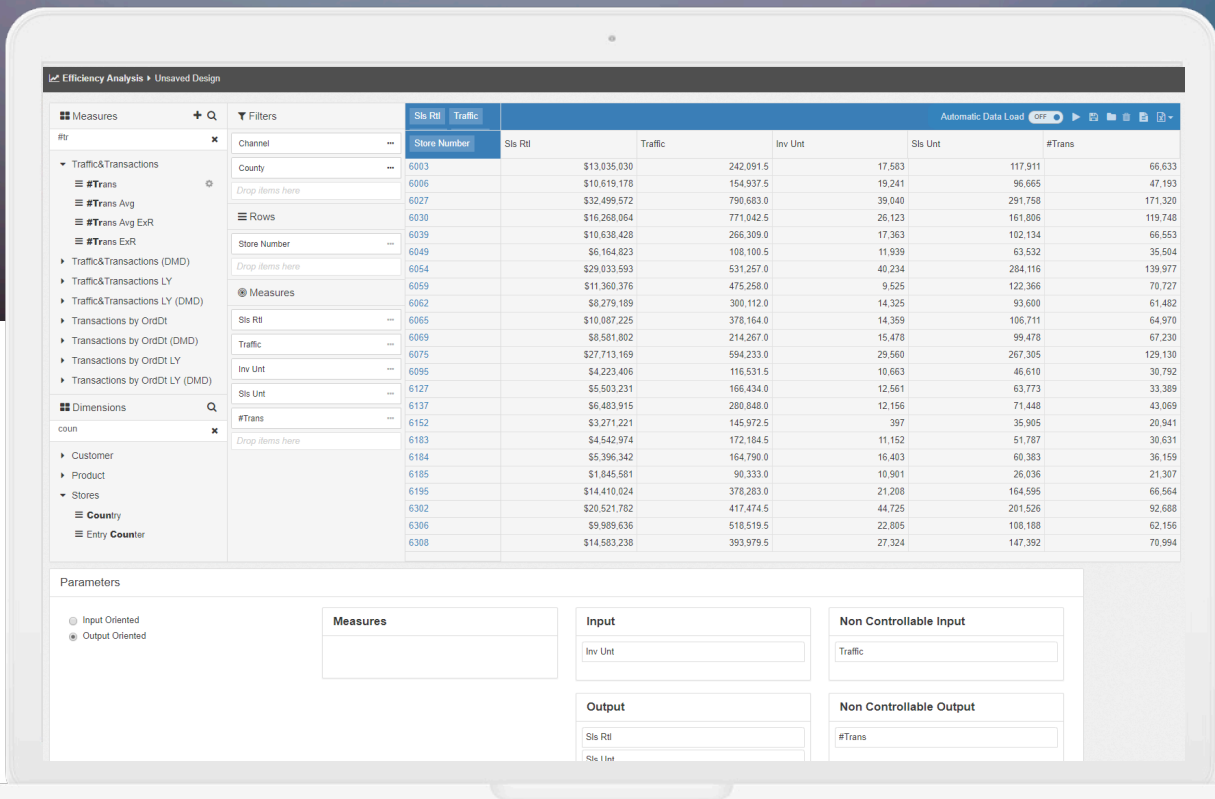 Efficiency Analysis Unsaved Design
Measures
#tr
Traffic&Transactions
#Trans
#Trans Avg
#Trans Avg ExR
#Trans ExR
Traffic&Transactions (DMD)
Traffic&Transactions LY
Traffic&Transactions LY (DMD)
Transactions by OrdDt
Transactions by OrdDt (DMD)
Transactions by OrdDt LY
Transactions by OrdDt LY (DMD)
Dimensions
coun
Customer
Product
Stores
Country
Entry Counter
Filters
Channel
County
Drop items here
Rows
Store Number
Drop items here
Measures
Sls Rtl
Traffic
Inv Unt
Sls Unt
#Trans
Drop items here
Sls Rtl Traffic Automatic Data Load OFF
Store Number Sls Rtl Traffic Inv Unt Sls Unt #Trans
6003 $13,035,030 242,091.5 17,583 117,911 66,633
6006 $10,619,178 154,937.5 19,241 96,665 47,193
6027 $32,499,572 790,683.0 39,040 291,758 171,320
6030 $16,268,064 771,042.5 26,123 161,806 119,748
6039 $10,638,428 266,309.0 17,363 102,134 66,553
6049 $6,164,823 108,100.5 11,939 63,532 35,504
6054 $29,033,593 531,257.0 40,234 284,116 139,977
6059 $11,360,376 475,258.0 9,525 122,366 70,727
6062 $8,279,189 300,112.0 14,325 93,600 61,482
6065 $10,087,225 378,164.0 14,359 106,711 64,970
6069 $8,581,802 214,267.0 15,478 99,478 67,230
6075 $27,713,169 594,233.0 29,560 267,305 129,130
6095 $4,223,406 116,531.5 10,663 46,610 30,792
6127 $5,503,231 166,434.0 12,561 63,773 33,389
6137 $6,483,915 280,848.0 12,156 71,448 43,069
6152 $3,271,221 145,972.5 397 35,905 20,941
6183 $4,542,974 172,184.5 11,152 51,787 30,631
6184 $5,396,342 164,790.0 16,403 60,383 36,159
6185 $1,845,581 90,333.0 10,901 26,036 21,307
6195 $14,410,024 378,283.0 21,208 164,595 66,564
6302 $20,521,782 417,474.5 44,725 201,526 92,688
6306 $9,989,636 518,519.5 22,805 108,188 62,156
6308 $14,583,238 393,979.5 27,324 147,392 70,994
Parameters
Input Oriented
Output Oriented
Measures
Input
Inv Unt
Non Controllable Input
Traffic
Output
Sls Rtl
Sls Unt
Non Controllable Output
#Trans